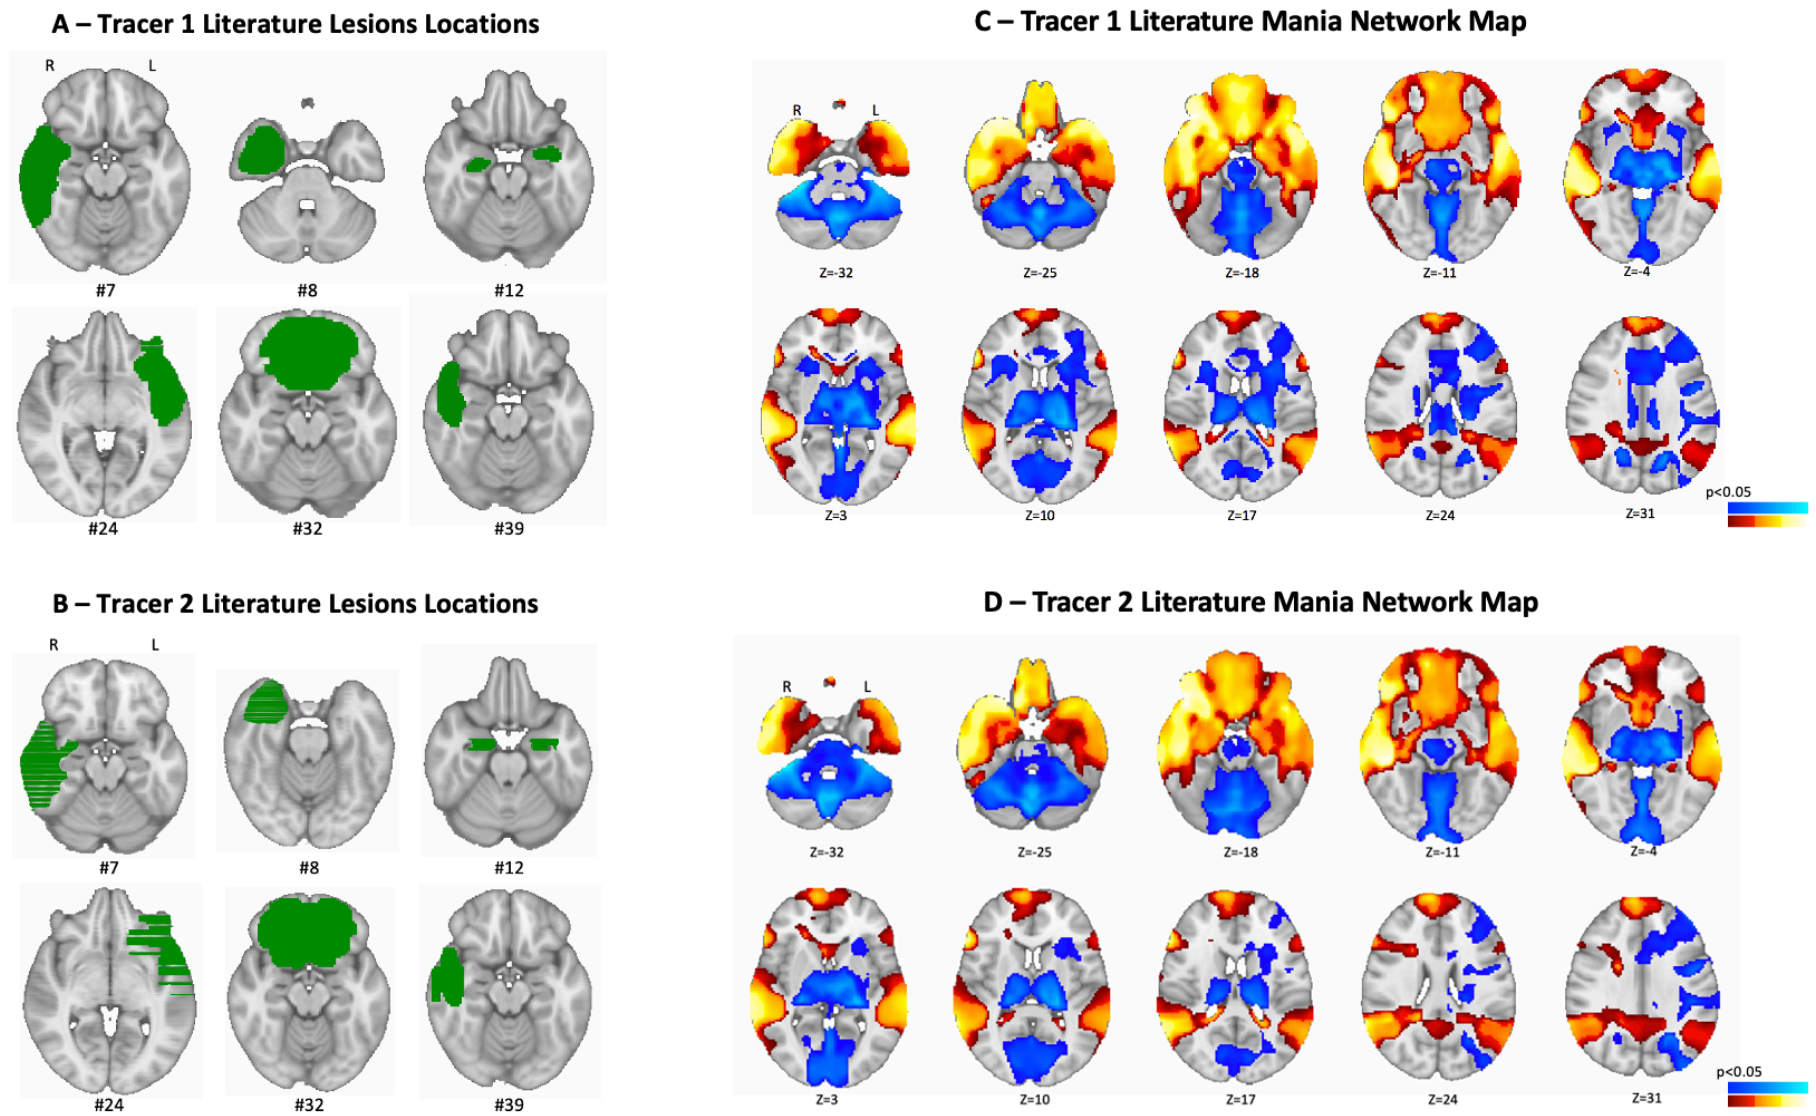 A – Tracer 1 Literature Lesions Locations
R L
#7 #8 #12
#24 #32 #39
C – Tracer 1 Literature Mania Network Map
R L
Z=-32 Z=-25 Z=-18 Z=-11 Z=-4
Z=3 Z=10 Z=17 Z=24 Z=31
p<0.05
B – Tracer 2 Literature Lesions Locations
R L
#7 #8 #12
#24 #32 #39
D – Tracer 2 Literature Mania Network Map
R L
Z=-32 Z=-25 Z=-18 Z=-11 Z=-4
Z=3 Z=10 Z=17 Z=24 Z=31
p<0.05